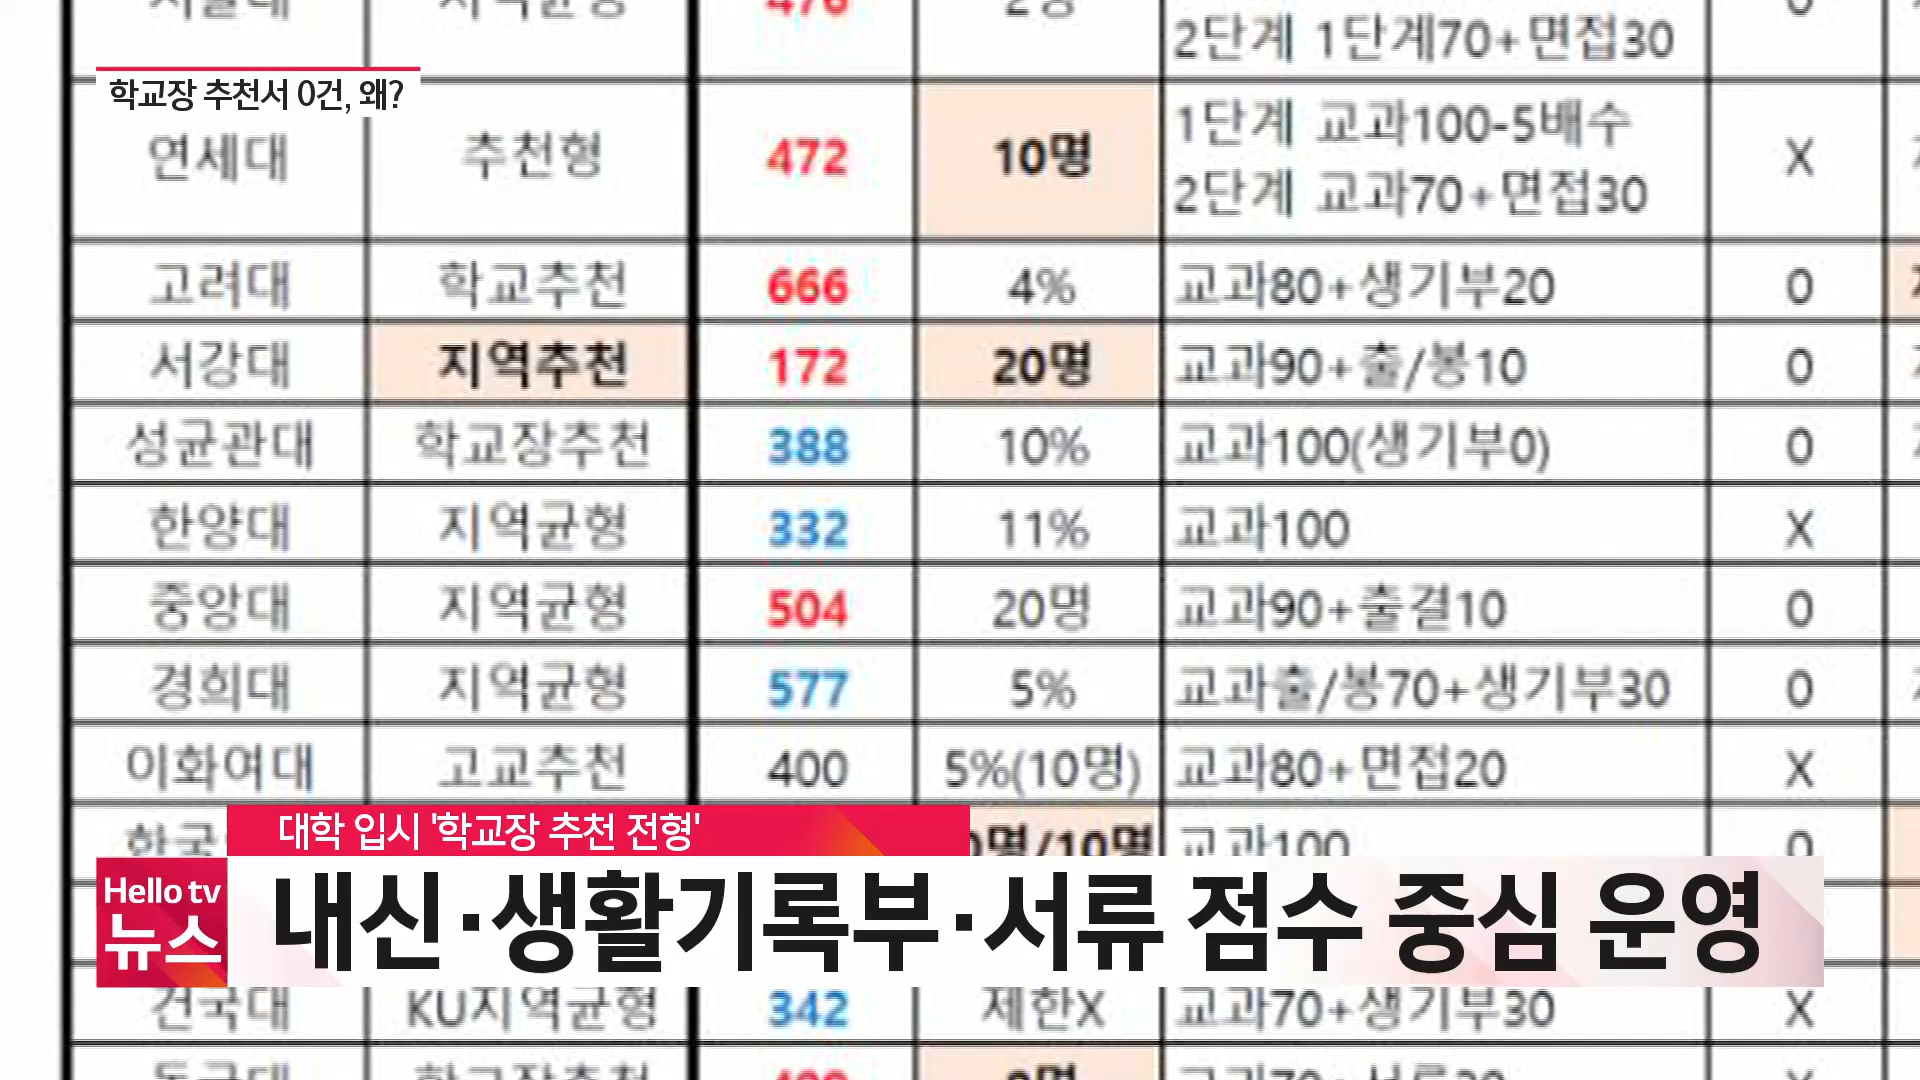 476
2단계 1단계70+면접30
학교장 추천서 0건, 왜?
연세대 추천형 472 10명 1단계 교과100-5배수 X
2단계 교과70+면접30
고려대 학교추천 666 4% 교과80+생기부20 0
서강대 지역추천 172 20명 교과90+출/봉10 0
성균관대 학교장추천 388 10% 교과100(생기부0) 0
한양대 지역균형 332 11% 교과100 X
중앙대 지역균형 504 20명 교과90+출결10 0
경희대 지역균형 577 5% 교과출/봉70+생기부30 0
이화여대 고교추천 400 5%(10명) 교과80+면접20 X
대학 입시 '학교장 추천 전형'
교과100 0
Hello tv
뉴스
내신·생활기록부·서류 점수 중심 운영
건국대 KU지역균형 342 제한X 교과70+생기부30 X